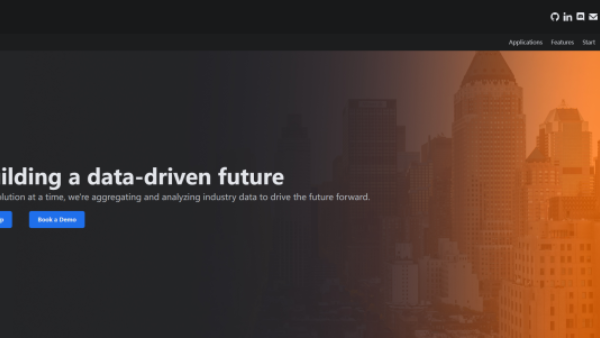 Applications Features Start
ilding a data-driven future
olution at a time, we're aggregating and analyzing industry data to drive the future forward.
p Book a Demo